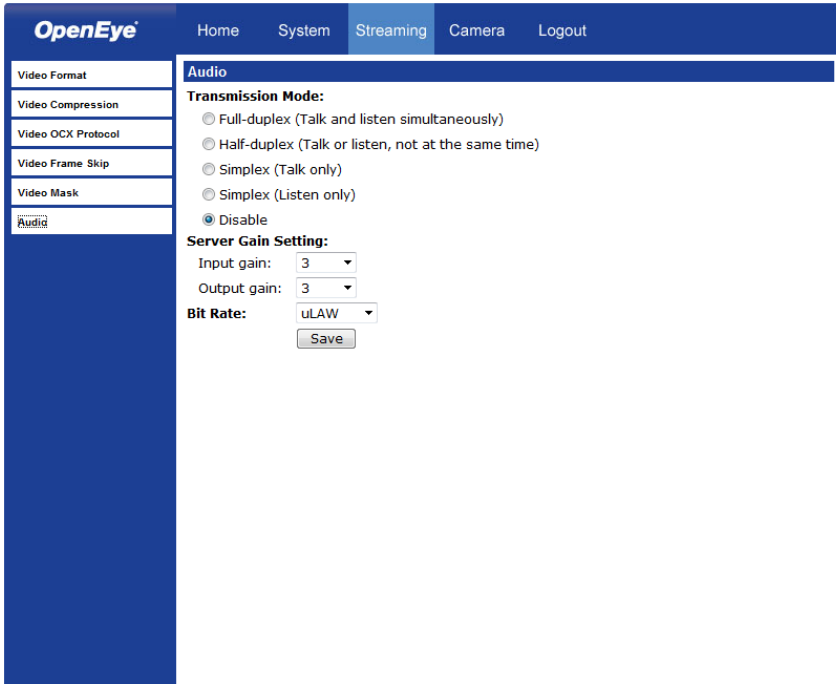 OpenEye
Home System Streaming Camera Logout
Video Format
Video Compression
Video OCX Protocol
Video Frame Skip
Video Mask
Audio
Audio
Transmission Mode:
Full-duplex (Talk and listen simultaneously)
Half-duplex (Talk or listen, not at the same time)
Simplex (Talk only)
Simplex (Listen only)
Disable
Server Gain Setting:
Input gain: 3
Output gain: 3
Bit Rate: uLAW
Save